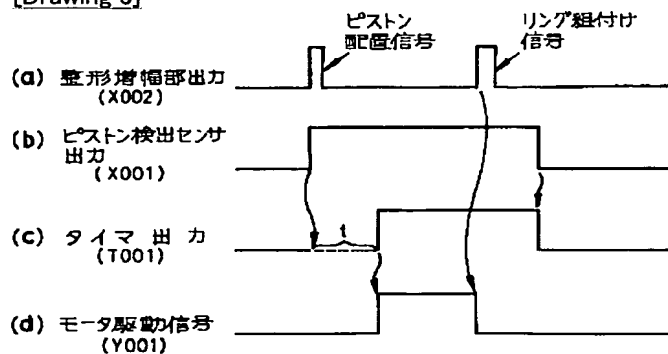 [Drawing 6]
ピストン
配置信号
リング組付け
信号
(a) 整形増幅部出力
(X002)
(b) ピストン検出センサ
出力
(X001)
(c) タイマ出力
(T001)
t
(d) モータ駆動信号
(Y001)